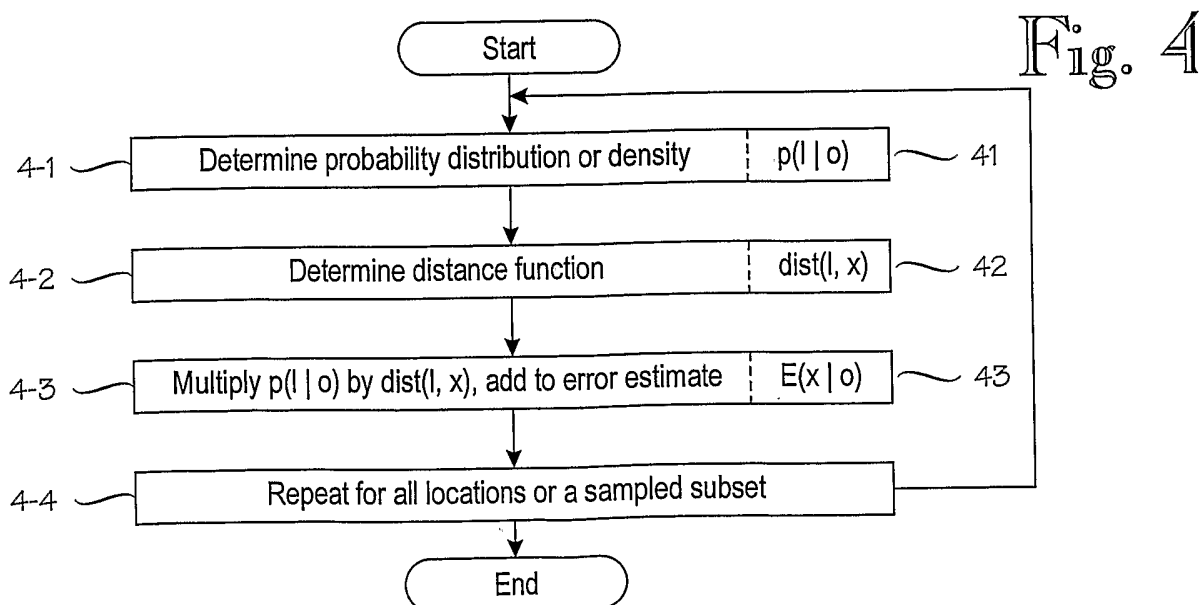 Fig. 4
Start
4-1 Determine probability distribution or density p(l | o) 41
4-2 Determine distance function dist(l, x) 42
4-3 Multiply p(l | o) by dist(l, x), add to error estimate E(x | o) 43
4-4 Repeat for all locations or a sampled subset
End